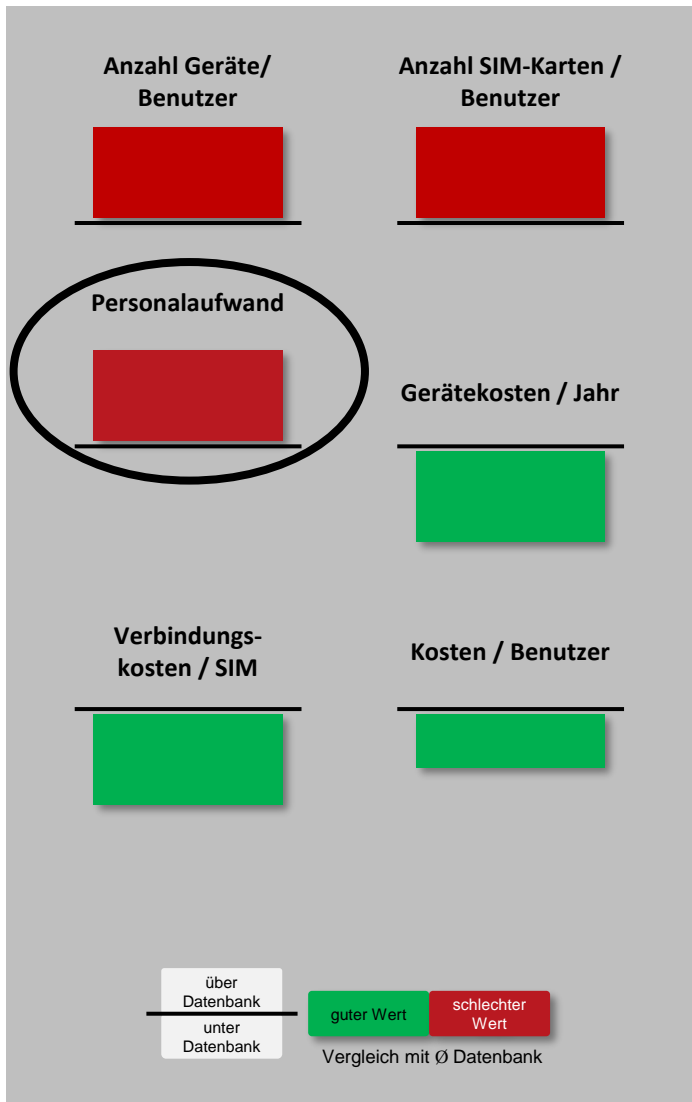 Anzahl Geräte/
Benutzer
Anzahl SIM-Karten /
Benutzer
Personalaufwand
Gerätekosten / Jahr
Verbindungs-
kosten / SIM
Kosten / Benutzer
über
Datenbank
unter
Datenbank
guter Wert
schlechter
Wert
Vergleich mit Ø Datenbank